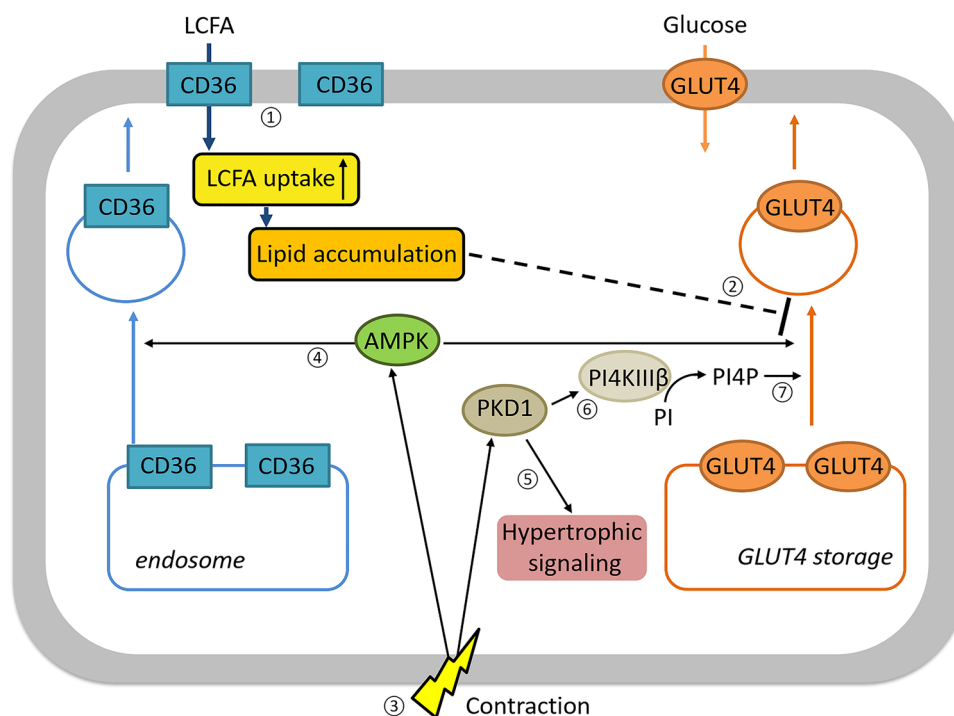 LCFA
Glucose
CD36
CD36
GLUT4
①
LCFA uptake
CD36
GLUT4
Lipid accumulation
②
AMPK
④
PI4KIIIβ
PI4P
⑦
PKD1
⑥
PI
CD36
CD36
GLUT4
GLUT4
⑤
Hypertrophic
signaling
endosome
GLUT4 storage
③
Contraction